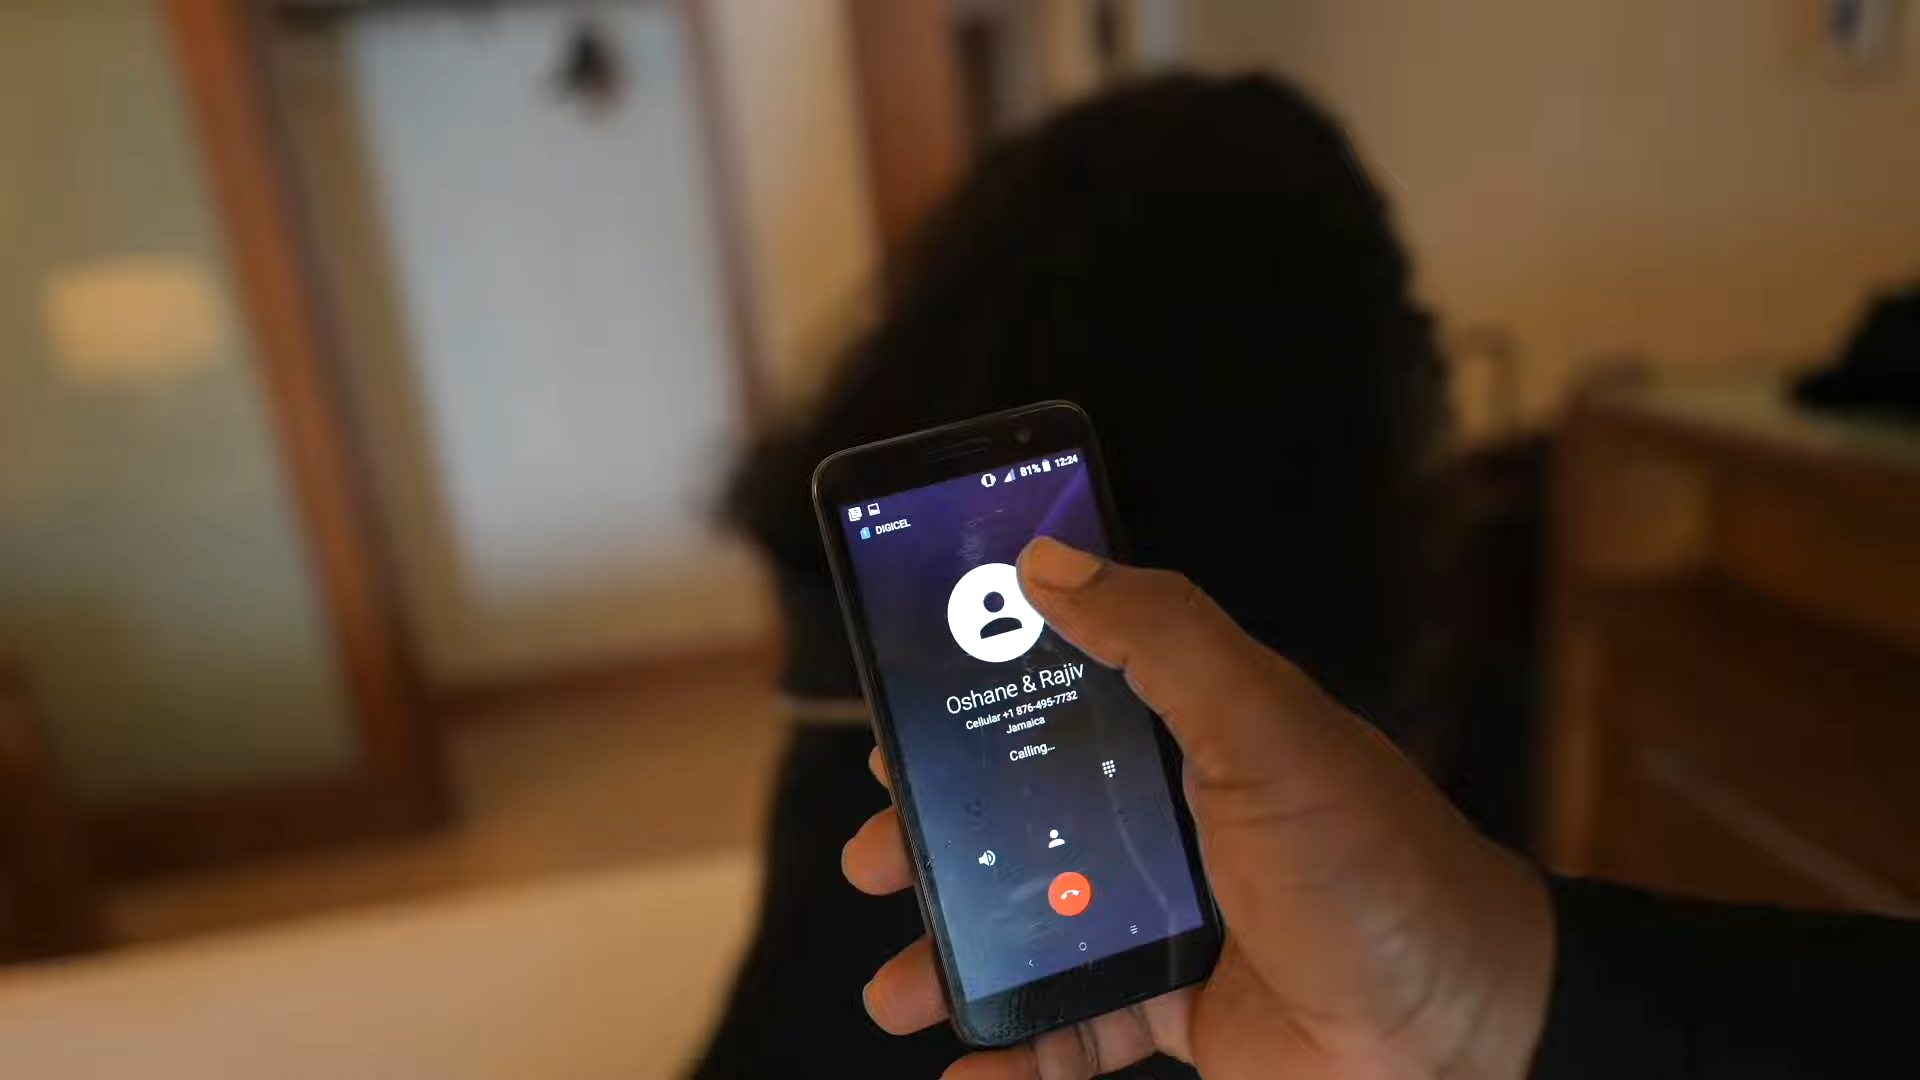 81% 12:24
DIGICEL
Oshane & Rajiv
Cellular +1 876-495-7732
Jamaica
Calling...